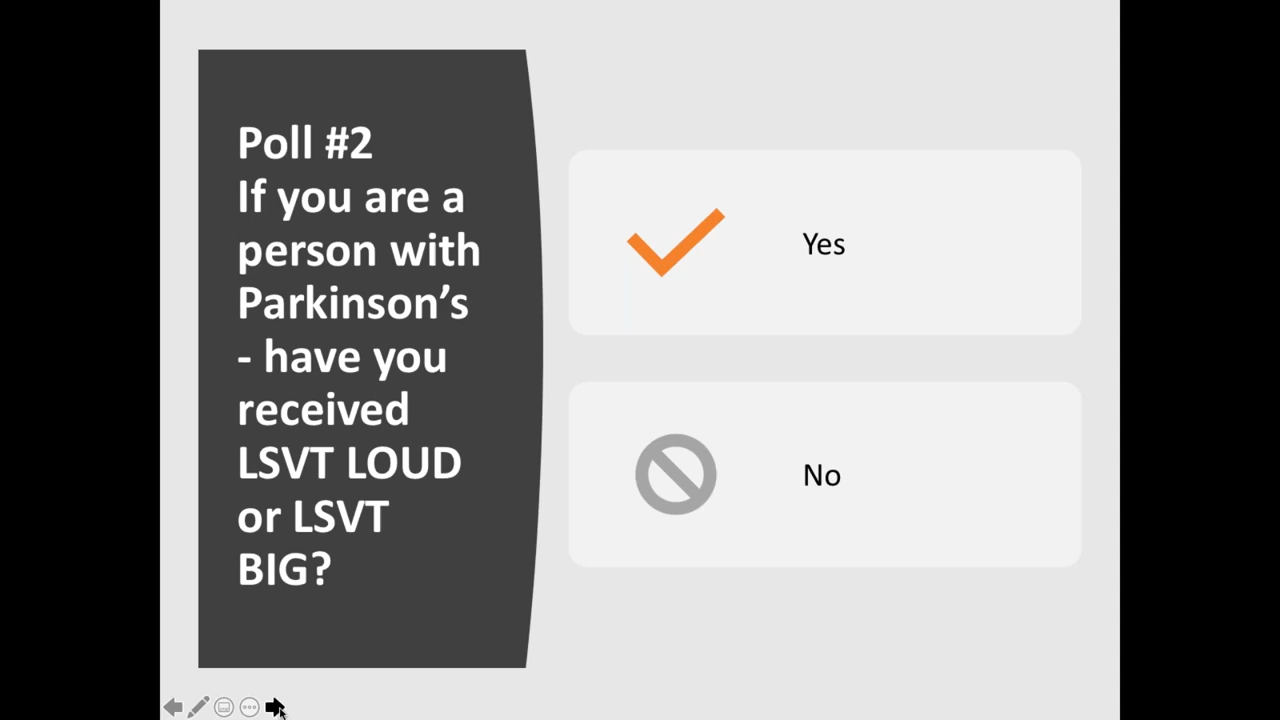 Poll #2
If you are a
person with
Parkinson’s
- have you
received
LSVT LOUD
or LSVT
BIG?
Yes
No